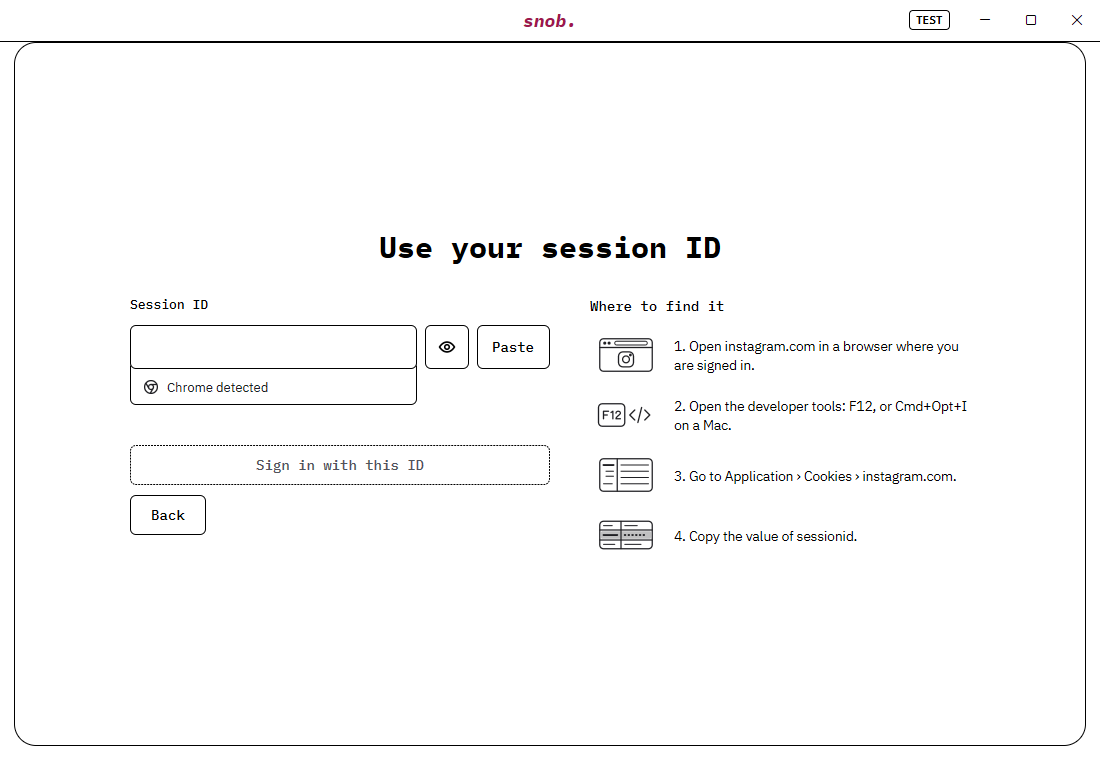 snob.
TEST
Use your session ID
Session ID
Paste
Chrome detected
Sign in with this ID
Back
Where to find it
1. Open instagram.com in a browser where you
are signed in.
F12 </>
2. Open the developer tools: F12, or Cmd+Opt+I
on a Mac.
3. Go to Application › Cookies › instagram.com.
4. Copy the value of sessionid.